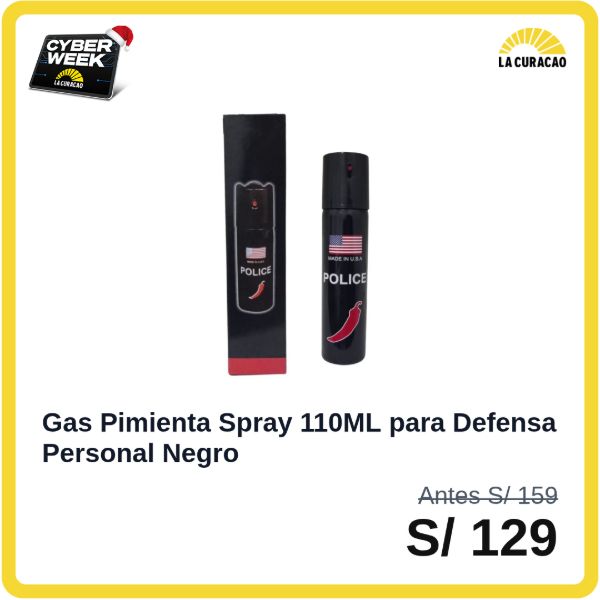 CYBER
WEEK
LA CURACAO
LA CURACAO
POLICE
MADE IN U.S.A
POLICE
Gas Pimienta Spray 110ML para Defensa
Personal Negro
Antes S/ 159
S/ 129